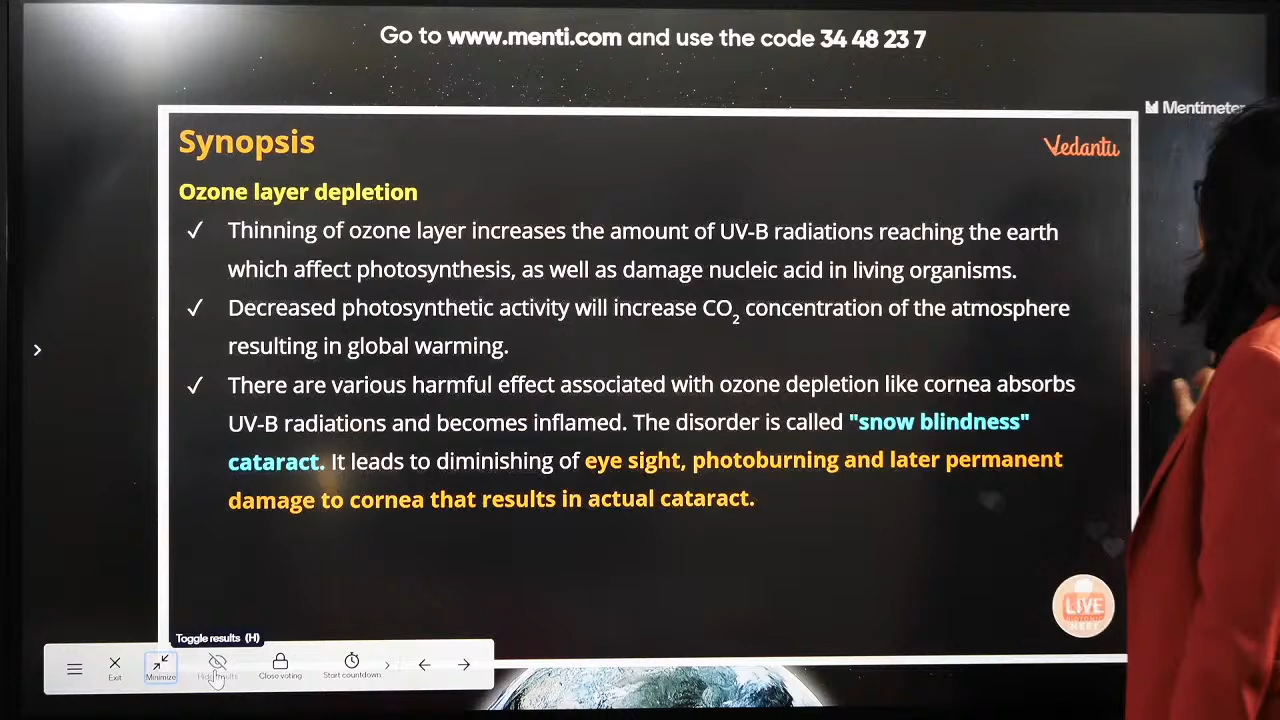 Go to www.menti.com and use the code 34 48 23 7
Mentimeter
Synopsis
Vedantu
Ozone layer depletion
✓ Thinning of ozone layer increases the amount of UV-B radiations reaching the earth
which affect photosynthesis, as well as damage nucleic acid in living organisms.
✓ Decreased photosynthetic activity will increase CO₂ concentration of the atmosphere
resulting in global warming.
✓ There are various harmful effect associated with ozone depletion like cornea absorbs
UV-B radiations and becomes inflamed. The disorder is called "snow blindness"
cataract. It leads to diminishing of eye sight, photoburning and later permanent
damage to cornea that results in actual cataract.
LIVE
Toggle results (H)
Exit
Minimize
Hide results
Close voting
Start countdown